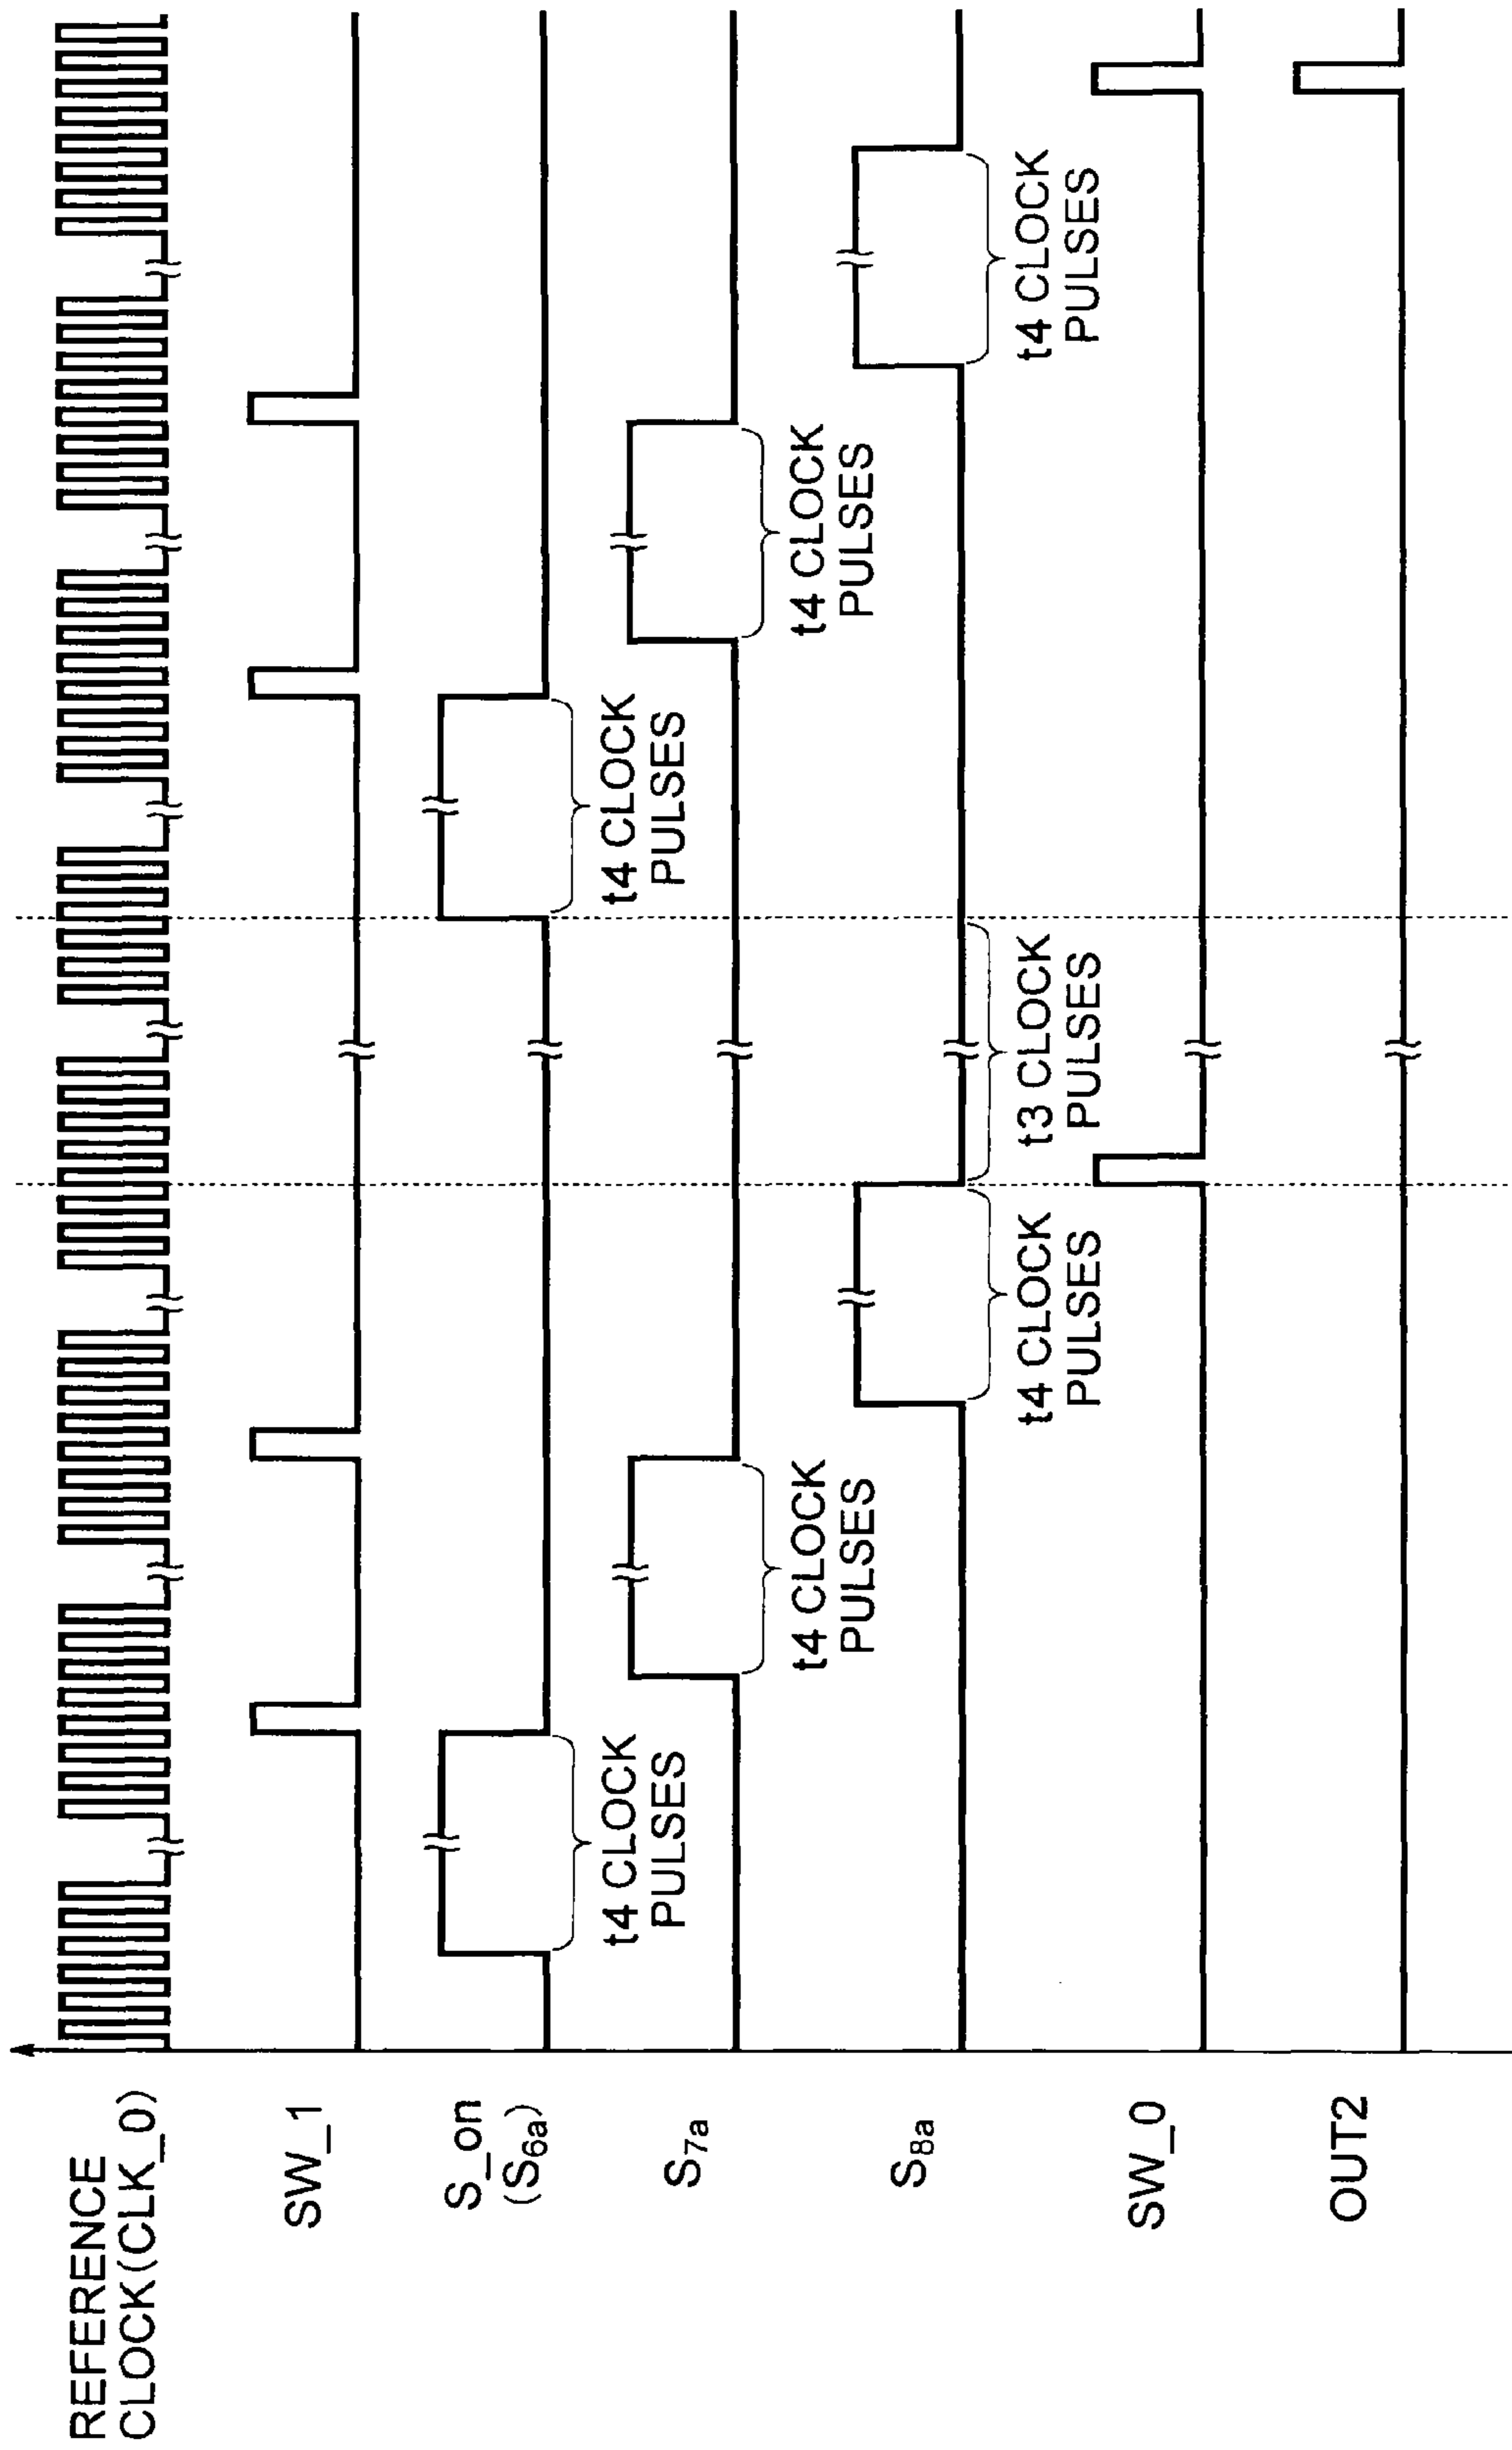 REFERENCE
CLOCK(CLK_0)
SW_1
S_on
(S6a)
t4 CLOCK
PULSES
t4 CLOCK
PULSES
S7a
t4 CLOCK
PULSES
t4 CLOCK
PULSES
S8a
t4 CLOCK
PULSES
t3 CLOCK
PULSES
t4 CLOCK
PULSES
SW_0
OUT2